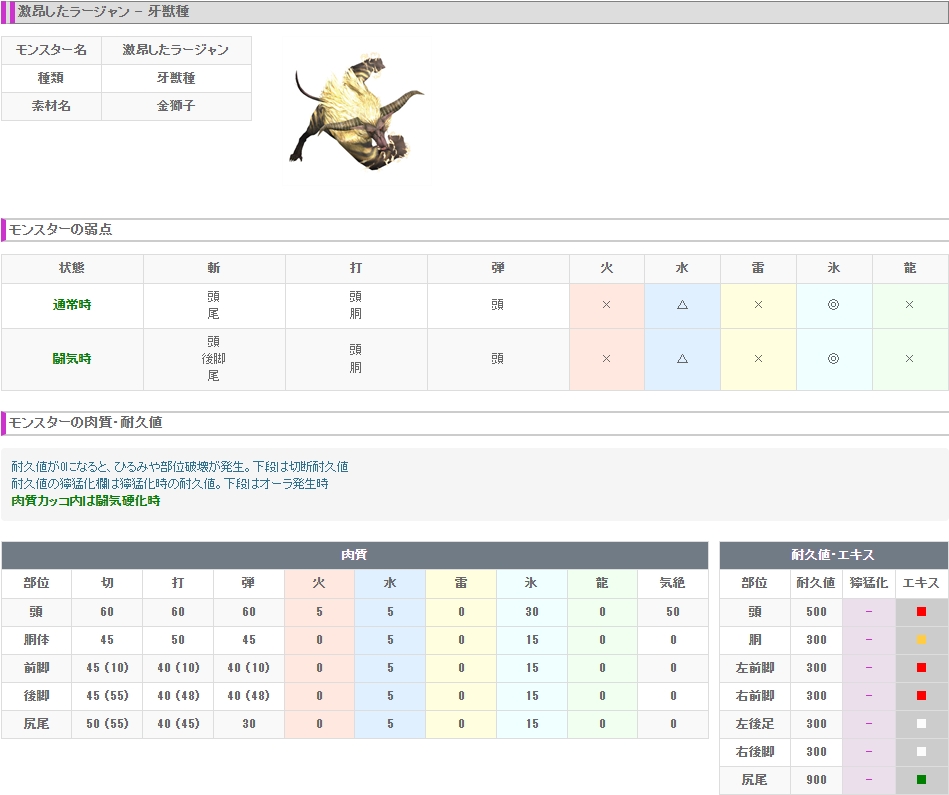 激昂したラージャン - 牙獣種
モンスター名 激昂したラージャン
種類 牙獣種
素材名 金獅子
モンスターの弱点
状態 斬 打 弾 火 水 雷 氷 龍
通常時 頭 尾 頭 胴 頭 × △ × ◎ ×
闘気時 頭 後脚 尾 頭 胴 頭 × △ × ◎ ×
モンスターの肉質・耐久値
耐久値が0になると、ひるみや部位破壊が発生。下段は切断耐久値
耐久値の獰猛化欄は獰猛化時の耐久値。下段はオーラ発生時
肉質カッコ内は闘気硬化時
肉質
部位 切 打 弾 火 水 雷 氷 龍 気絶
頭 60 60 60 5 5 0 30 0 50
胴体 45 50 45 0 5 0 15 0 0
前脚 45 (10) 40 (10) 40 (10) 0 5 0 15 0 0
後脚 45 (55) 40 (48) 40 (48) 0 5 0 15 0 0
尻尾 50 (55) 40 (45) 30 0 5 0 15 0 0
耐久値・エキス
部位 耐久値 獰猛化 エキス
頭 500 - ■
胴 300 - ●
左前脚 300 - ■
右前脚 300 - ■
左後足 300 - ■
右後脚 300 - ■
尻尾 900 - ■